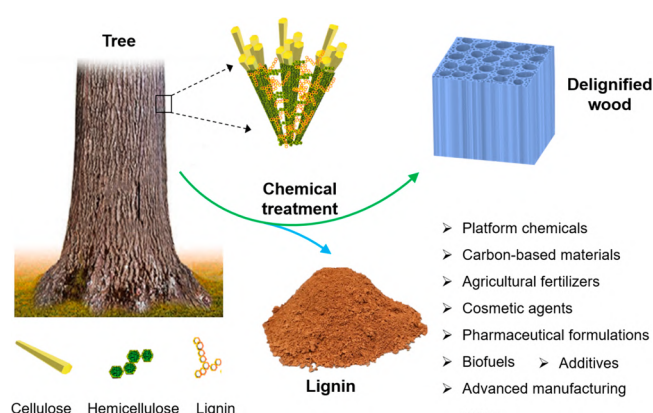 Tree
Delignified
wood
Chemical
treatment
➢ Platform chemicals
➢ Carbon-based materials
➢ Agricultural fertilizers
➢ Cosmetic agents
➢ Pharmaceutical formulations
➢ Biofuels ➢ Additives
➢ Advanced manufacturing
Lignin
Cellulose Hemicellulose Lignin